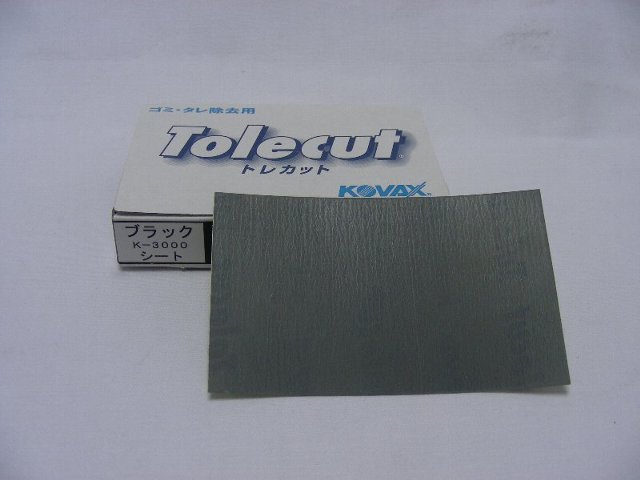 ゴミ・タレ除去用
Tolecut
トレカット
KOVAX
ブラック
K-3000
シート